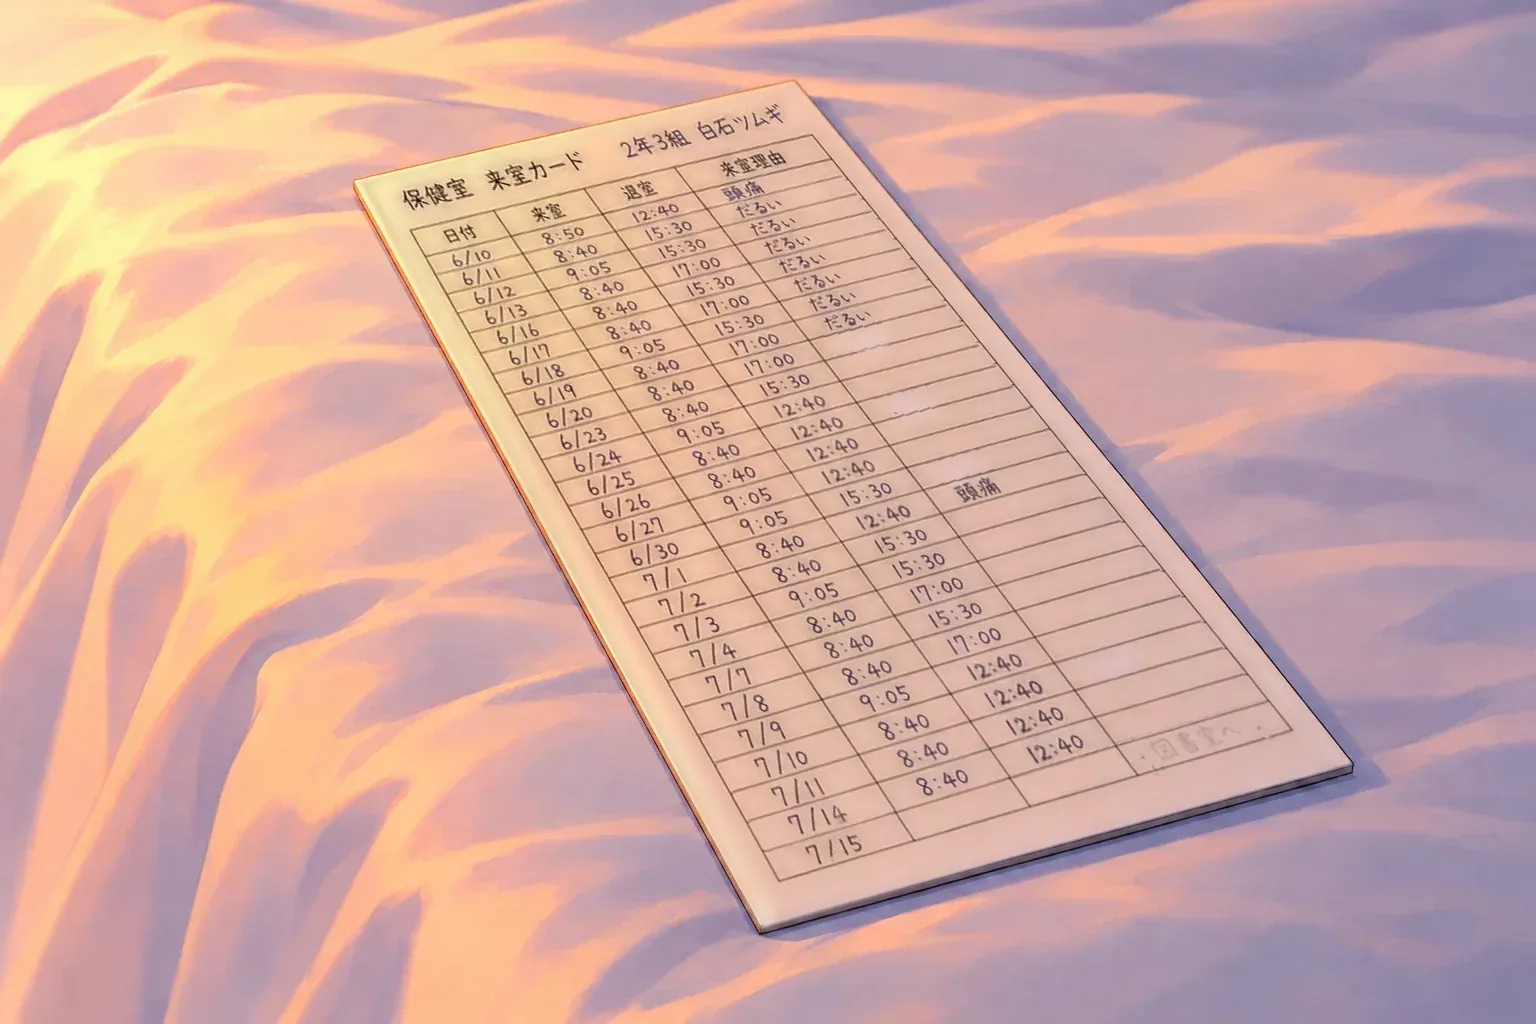 保健室 来室カード 2年3組 白石ツムギ
日付 来室 退室 来室理由
6/10 8:50 12:40 頭痛
6/11 8:40 15:30 だるい
6/12 9:05 15:30 だるい
6/13 8:40 17:00 だるい
6/16 8:40 15:30 だるい
6/17 8:40 17:00 だるい
6/18 9:05 15:30 だるい
6/19 8:40 17:00 だるい
6/20 8:40 17:00
6/23 8:40 15:30
6/24 9:05 12:40
6/25 8:40 12:40
6/26 8:40 12:40
6/27 9:05 12:40
6/30 9:05 15:30
7/1 8:40 12:40 頭痛
7/2 8:40 15:30
7/3 9:05 15:30
7/4 8:40 17:00
7/7 8:40 15:30
7/8 8:40 17:00
7/9 9:05 12:40
7/10 8:40 12:40
7/11 8:40 12:40
7/14 8:40 12:40
7/15 図書室へ